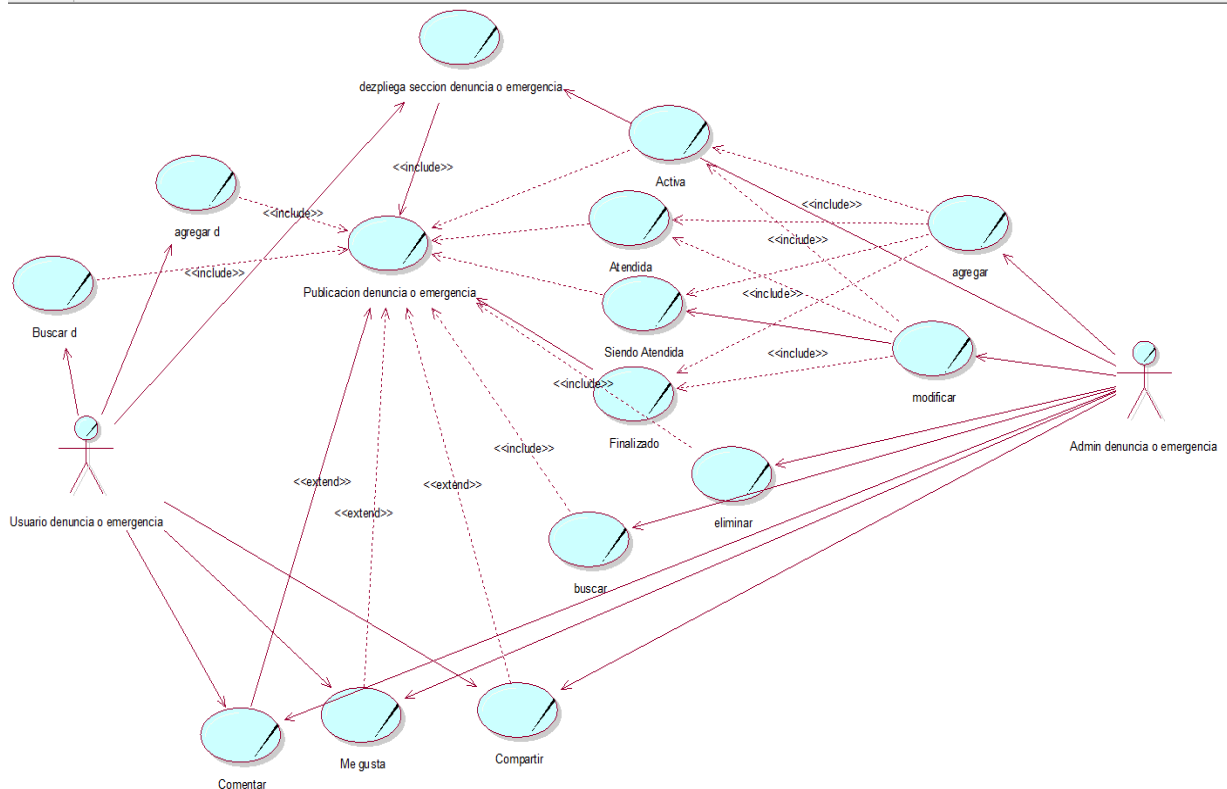 dezpliega seccion denuncia o emergencia
<<include>>
Activa
agregar d
<<include>>
<<include>>
Atendida
<<include>>
agregar
<<include>>
Publicacion denuncia o emergencia
<<include>>
Buscar d
Siendo Atendida
<<include>>
<<include>>
modificar
Finalizado
Admin denuncia o emergencia
<<include>>
<<extend>>
<<extend>>
<<extend>>
Usuario denuncia o emergencia
eliminar
buscar
Comentar
Me gusta
Compartir